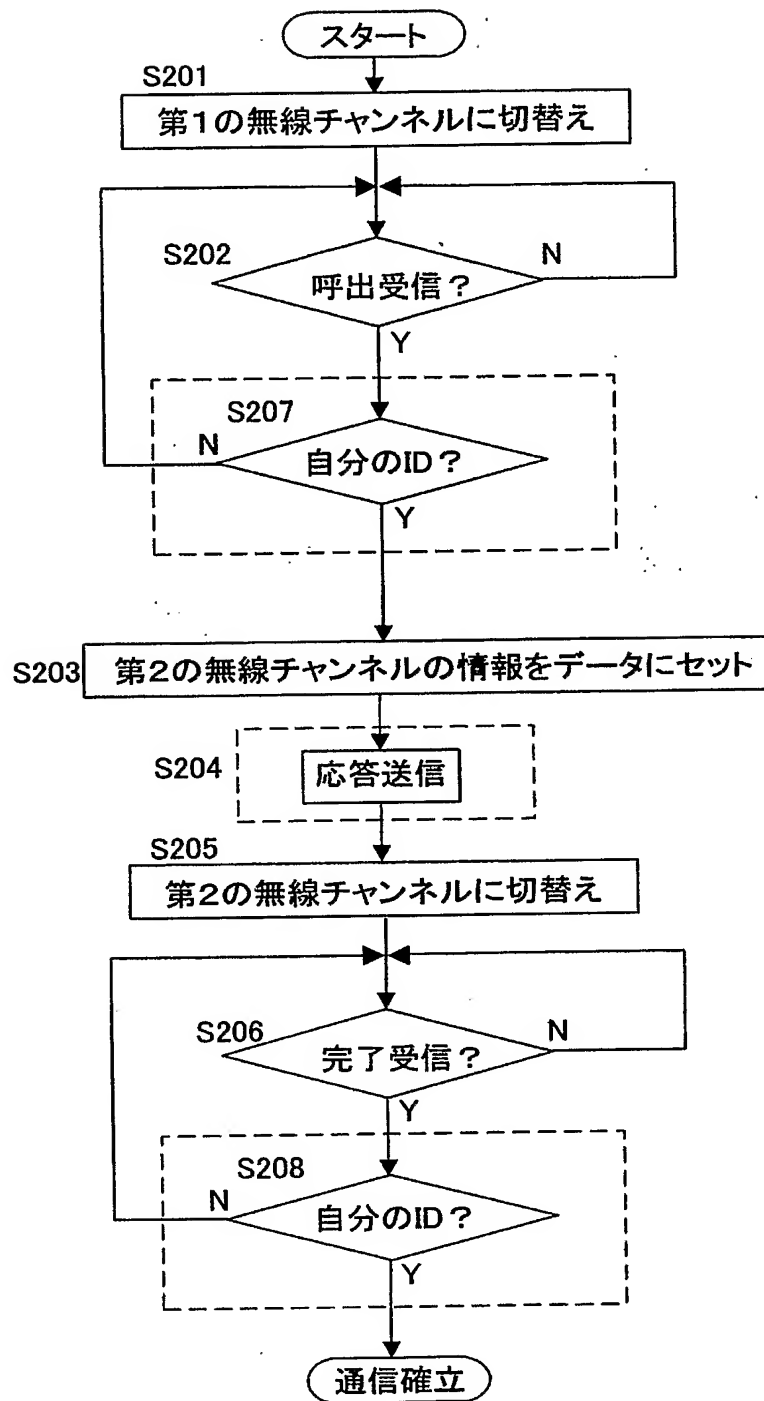 スタート
S201
第1の無線チャンネルに切替え
S202
呼出受信?
N
Y
S207
自分のID?
N
Y
S203
第2の無線チャンネルの情報をデータにセット
S204
応答送信
S205
第2の無線チャンネルに切替え
S206
完了受信?
N
Y
S208
自分のID?
N
Y
通信確立